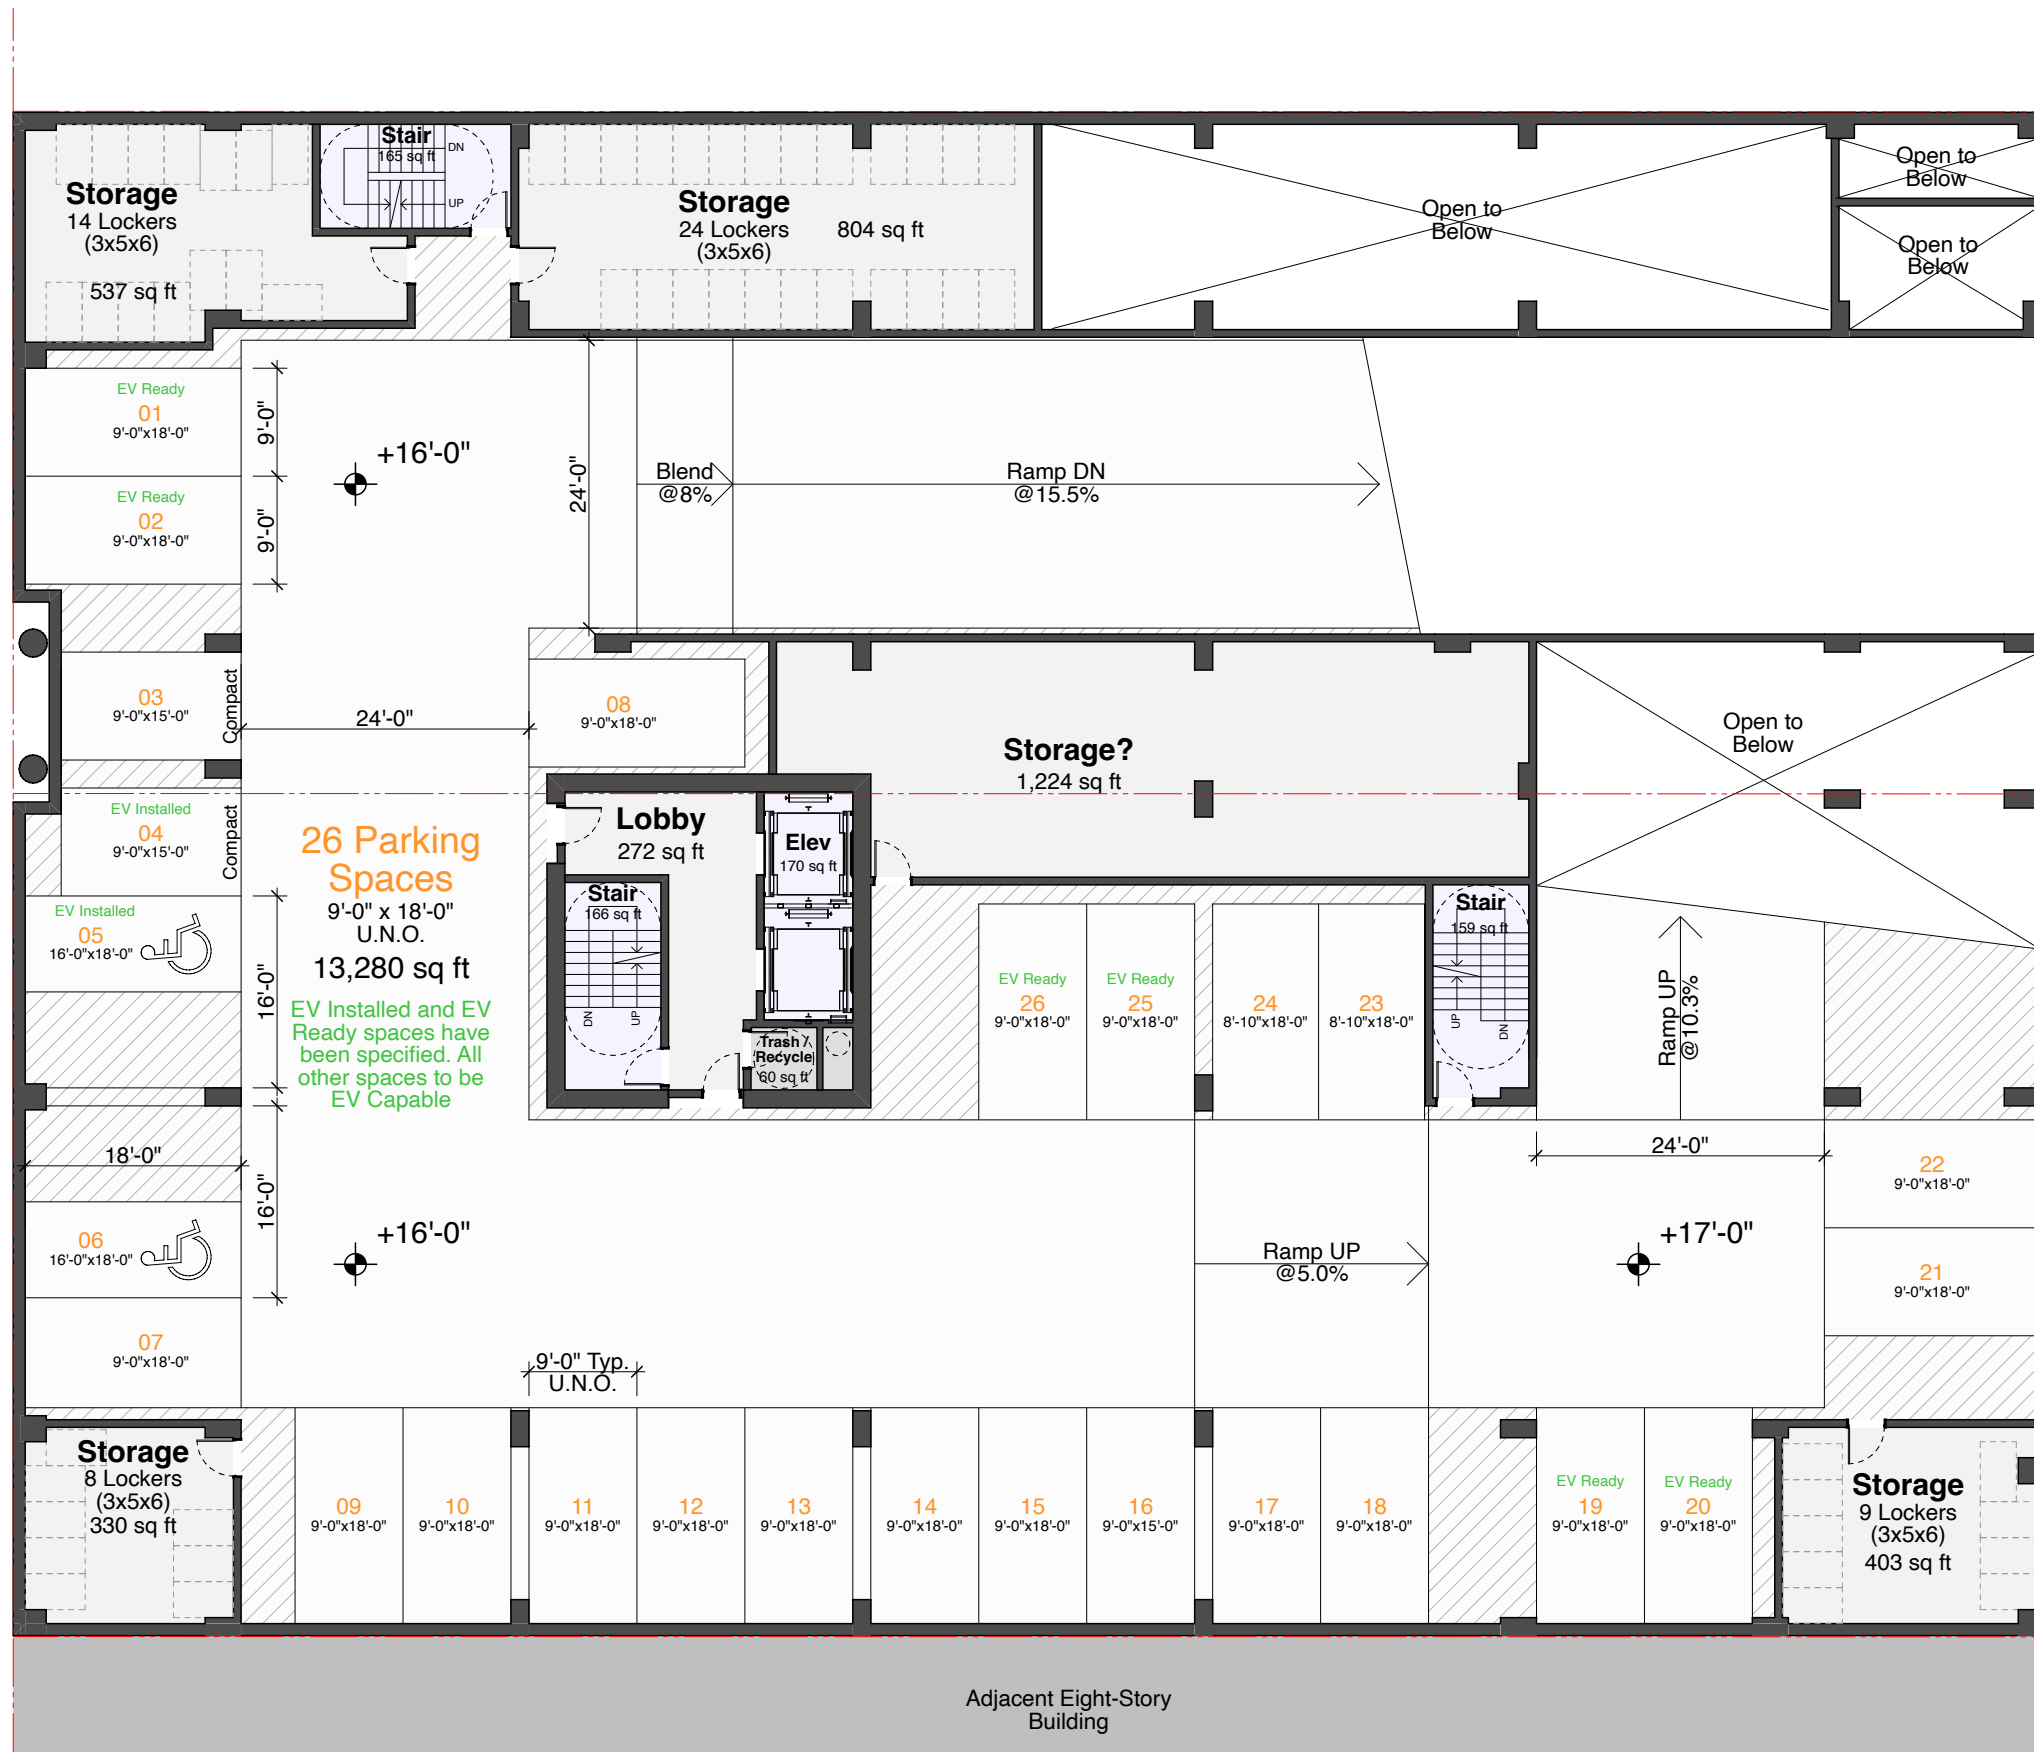 Stair
165 sq ft
DN
UP
Storage
14 Lockers
(3x5x6)
537 sq ft
Storage
24 Lockers
(3x5x6)
804 sq ft
Open to
Below
Open to
Below
Open to
Below
EV Ready
01
9'-0"x18'-0"
9'-0"
+16'-0"
EV Ready
02
9'-0"x18'-0"
9'-0"
24'-0"
Blend
@8%
Ramp DN
@15.5%
03
9'-0"x15'-0"
Compact
24'-0"
08
9'-0"x18'-0"
Storage?
1,224 sq ft
Open to
Below
EV Installed
04
9'-0"x15'-0"
Compact
26 Parking
Spaces
9'-0" x 18'-0"
U.N.O.
13,280 sq ft
EV Installed and EV
Ready spaces have
been specified. All
other spaces to be
EV Capable
Lobby
272 sq ft
Elev
170 sq ft
Stair
166 sq ft
DN
UP
Trash /
Recycle
60 sq ft
EV Installed
05
16'-0"x18'-0"
16'-0"
EV Ready
26
9'-0"x18'-0"
EV Ready
25
9'-0"x18'-0"
24
8'-10"x18'-0"
23
8'-10"x18'-0"
Stair
159 sq ft
UP
DN
Ramp UP
@10.3%
18'-0"
16'-0"
24'-0"
22
9'-0"x18'-0"
06
16'-0"x18'-0"
+16'-0"
Ramp UP
@5.0%
+17'-0"
21
9'-0"x18'-0"
07
9'-0"x18'-0"
9'-0" Typ.
U.N.O.
Storage
8 Lockers
(3x5x6)
330 sq ft
09
9'-0"x18'-0"
10
9'-0"x18'-0"
11
9'-0"x18'-0"
12
9'-0"x18'-0"
13
9'-0"x18'-0"
14
9'-0"x18'-0"
15
9'-0"x18'-0"
16
9'-0"x15'-0"
17
9'-0"x18'-0"
18
9'-0"x18'-0"
EV Ready
19
9'-0"x18'-0"
EV Ready
20
9'-0"x18'-0"
Storage
9 Lockers
(3x5x6)
403 sq ft
Adjacent Eight-Story
Building